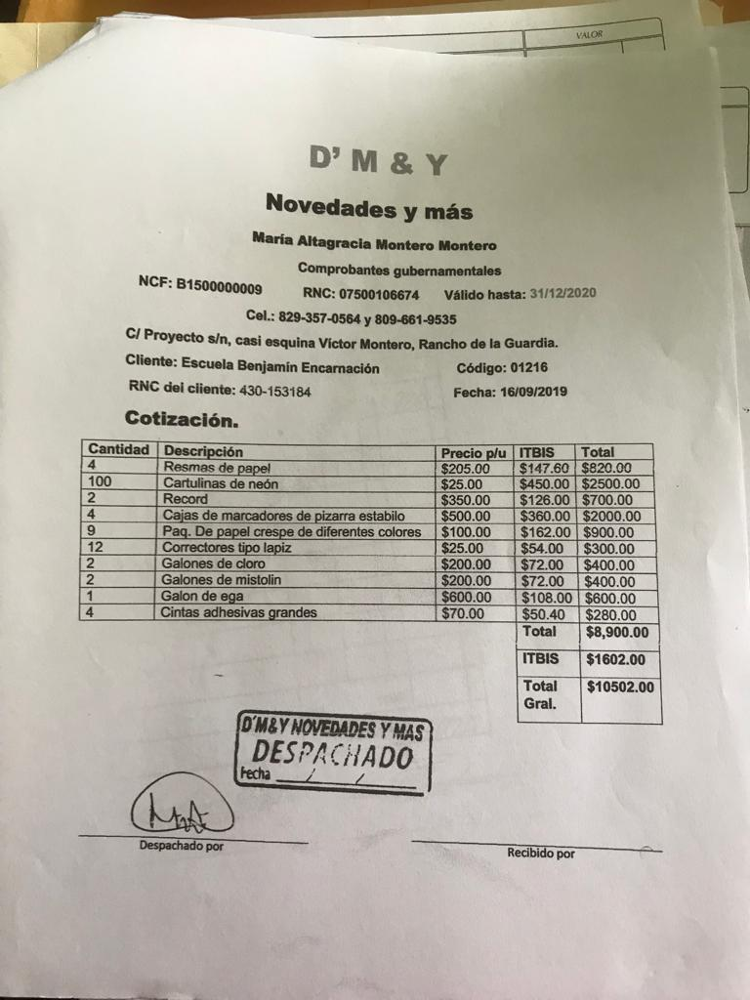 VALOR
D' M & Y
Novedades y más
María Altagracia Montero Montero
Comprobantes gubernamentales
NCF: B1500000009 RNC: 07500106674 Válido hasta: 31/12/2020
Cel.: 829-357-0564 y 809-661-9535
C/ Proyecto s/n, casi esquina Víctor Montero, Rancho de la Guardia.
Cliente: Escuela Benjamín Encarnación Código: 01216
RNC del cliente: 430-153184 Fecha: 16/09/2019
Cotización.
Cantidad Descripción Precio p/u ITBIS Total
4 Resmas de papel $205.00 $147.60 $820.00
100 Cartulinas de neón $25.00 $450.00 $2500.00
2 Record $350.00 $126.00 $700.00
4 Cajas de marcadores de pizarra estabilo $500.00 $360.00 $2000.00
9 Paq. De papel crespe de diferentes colores $100.00 $162.00 $900.00
12 Correctores tipo lapiz $25.00 $54.00 $300.00
2 Galones de cloro $200.00 $72.00 $400.00
2 Galones de mistolin $200.00 $72.00 $400.00
1 Galon de ega $600.00 $108.00 $600.00
4 Cintas adhesivas grandes $70.00 $50.40 $280.00
Total $8,900.00
ITBIS $1602.00
Total Gral. $10502.00
D'M&Y NOVEDADES Y MAS
DESPACHADO
Fecha / /
Despachado por
Recibido por